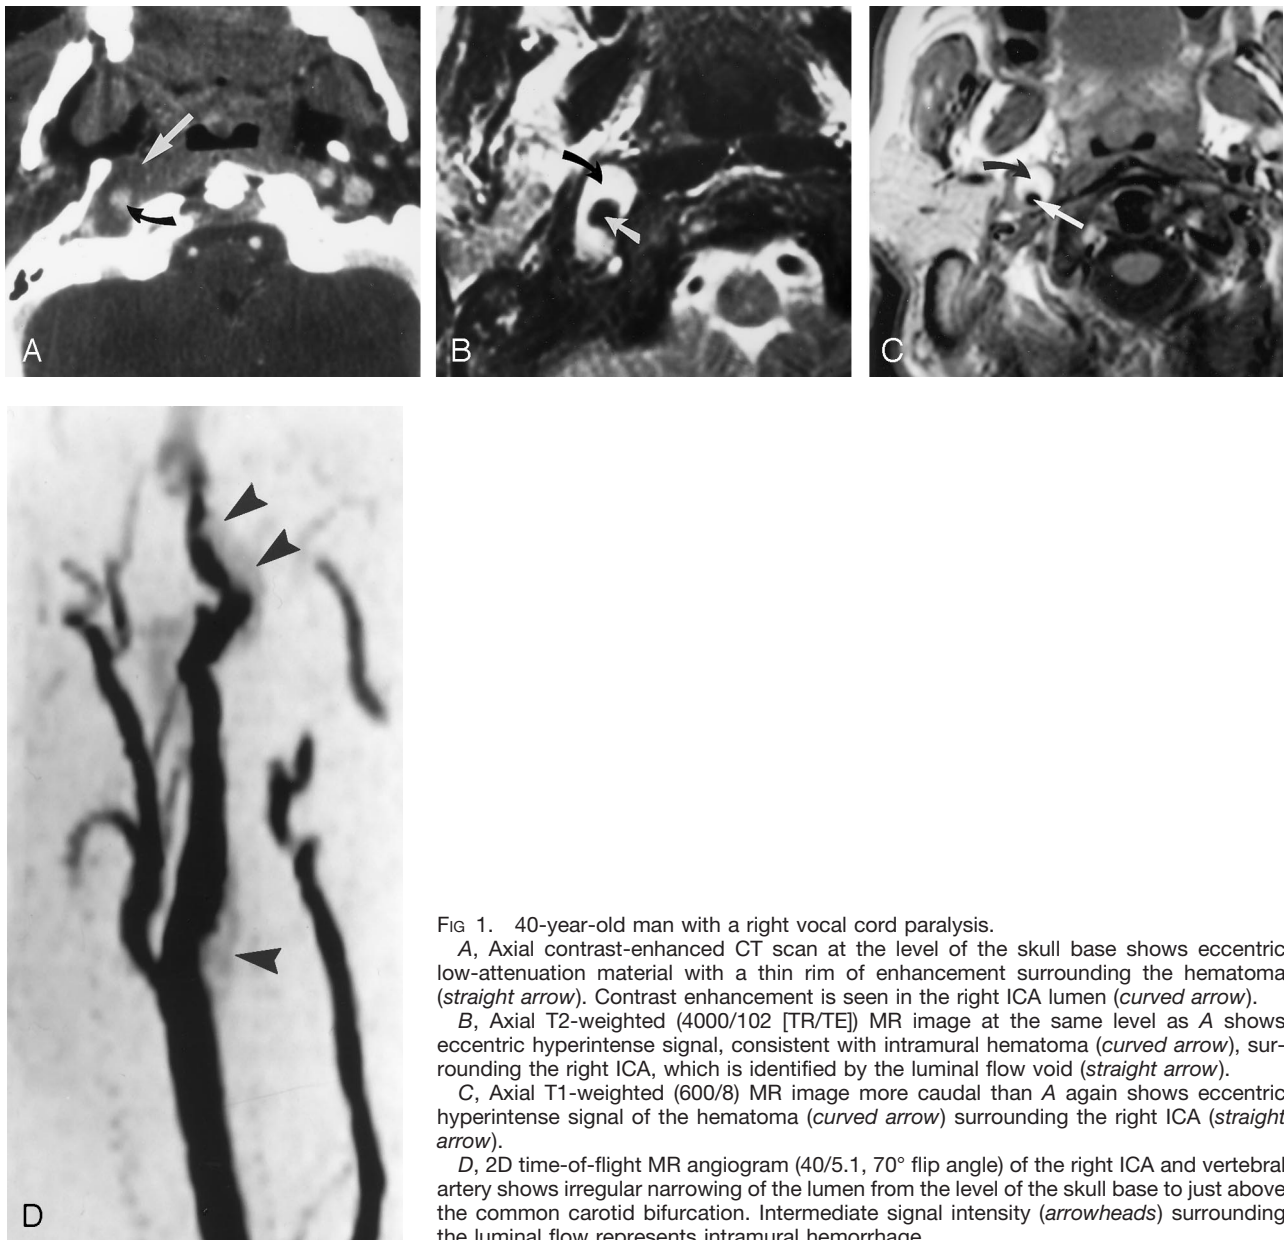 A
B
C
D
FIG 1. 40-year-old man with a right vocal cord paralysis.
A, Axial contrast-enhanced CT scan at the level of the skull base shows eccentric
low-attenuation material with a thin rim of enhancement surrounding the hematoma
(straight arrow). Contrast enhancement is seen in the right ICA lumen (curved arrow).
B, Axial T2-weighted (4000/102 [TR/TE]) MR image at the same level as A shows
eccentric hyperintense signal, consistent with intramural hematoma (curved arrow), sur-
rounding the right ICA, which is identified by the luminal flow void (straight arrow).
C, Axial T1-weighted (600/8) MR image more caudal than A again shows eccentric
hyperintense signal of the hematoma (curved arrow) surrounding the right ICA (straight
arrow).
D, 2D time-of-flight MR angiogram (40/5.1, 70° flip angle) of the right ICA and vertebral
artery shows irregular narrowing of the lumen from the level of the skull base to just above
the common carotid bifurcation. Intermediate signal intensity (arrowheads) surrounding
the luminal flow represents intramural hemorrhage.